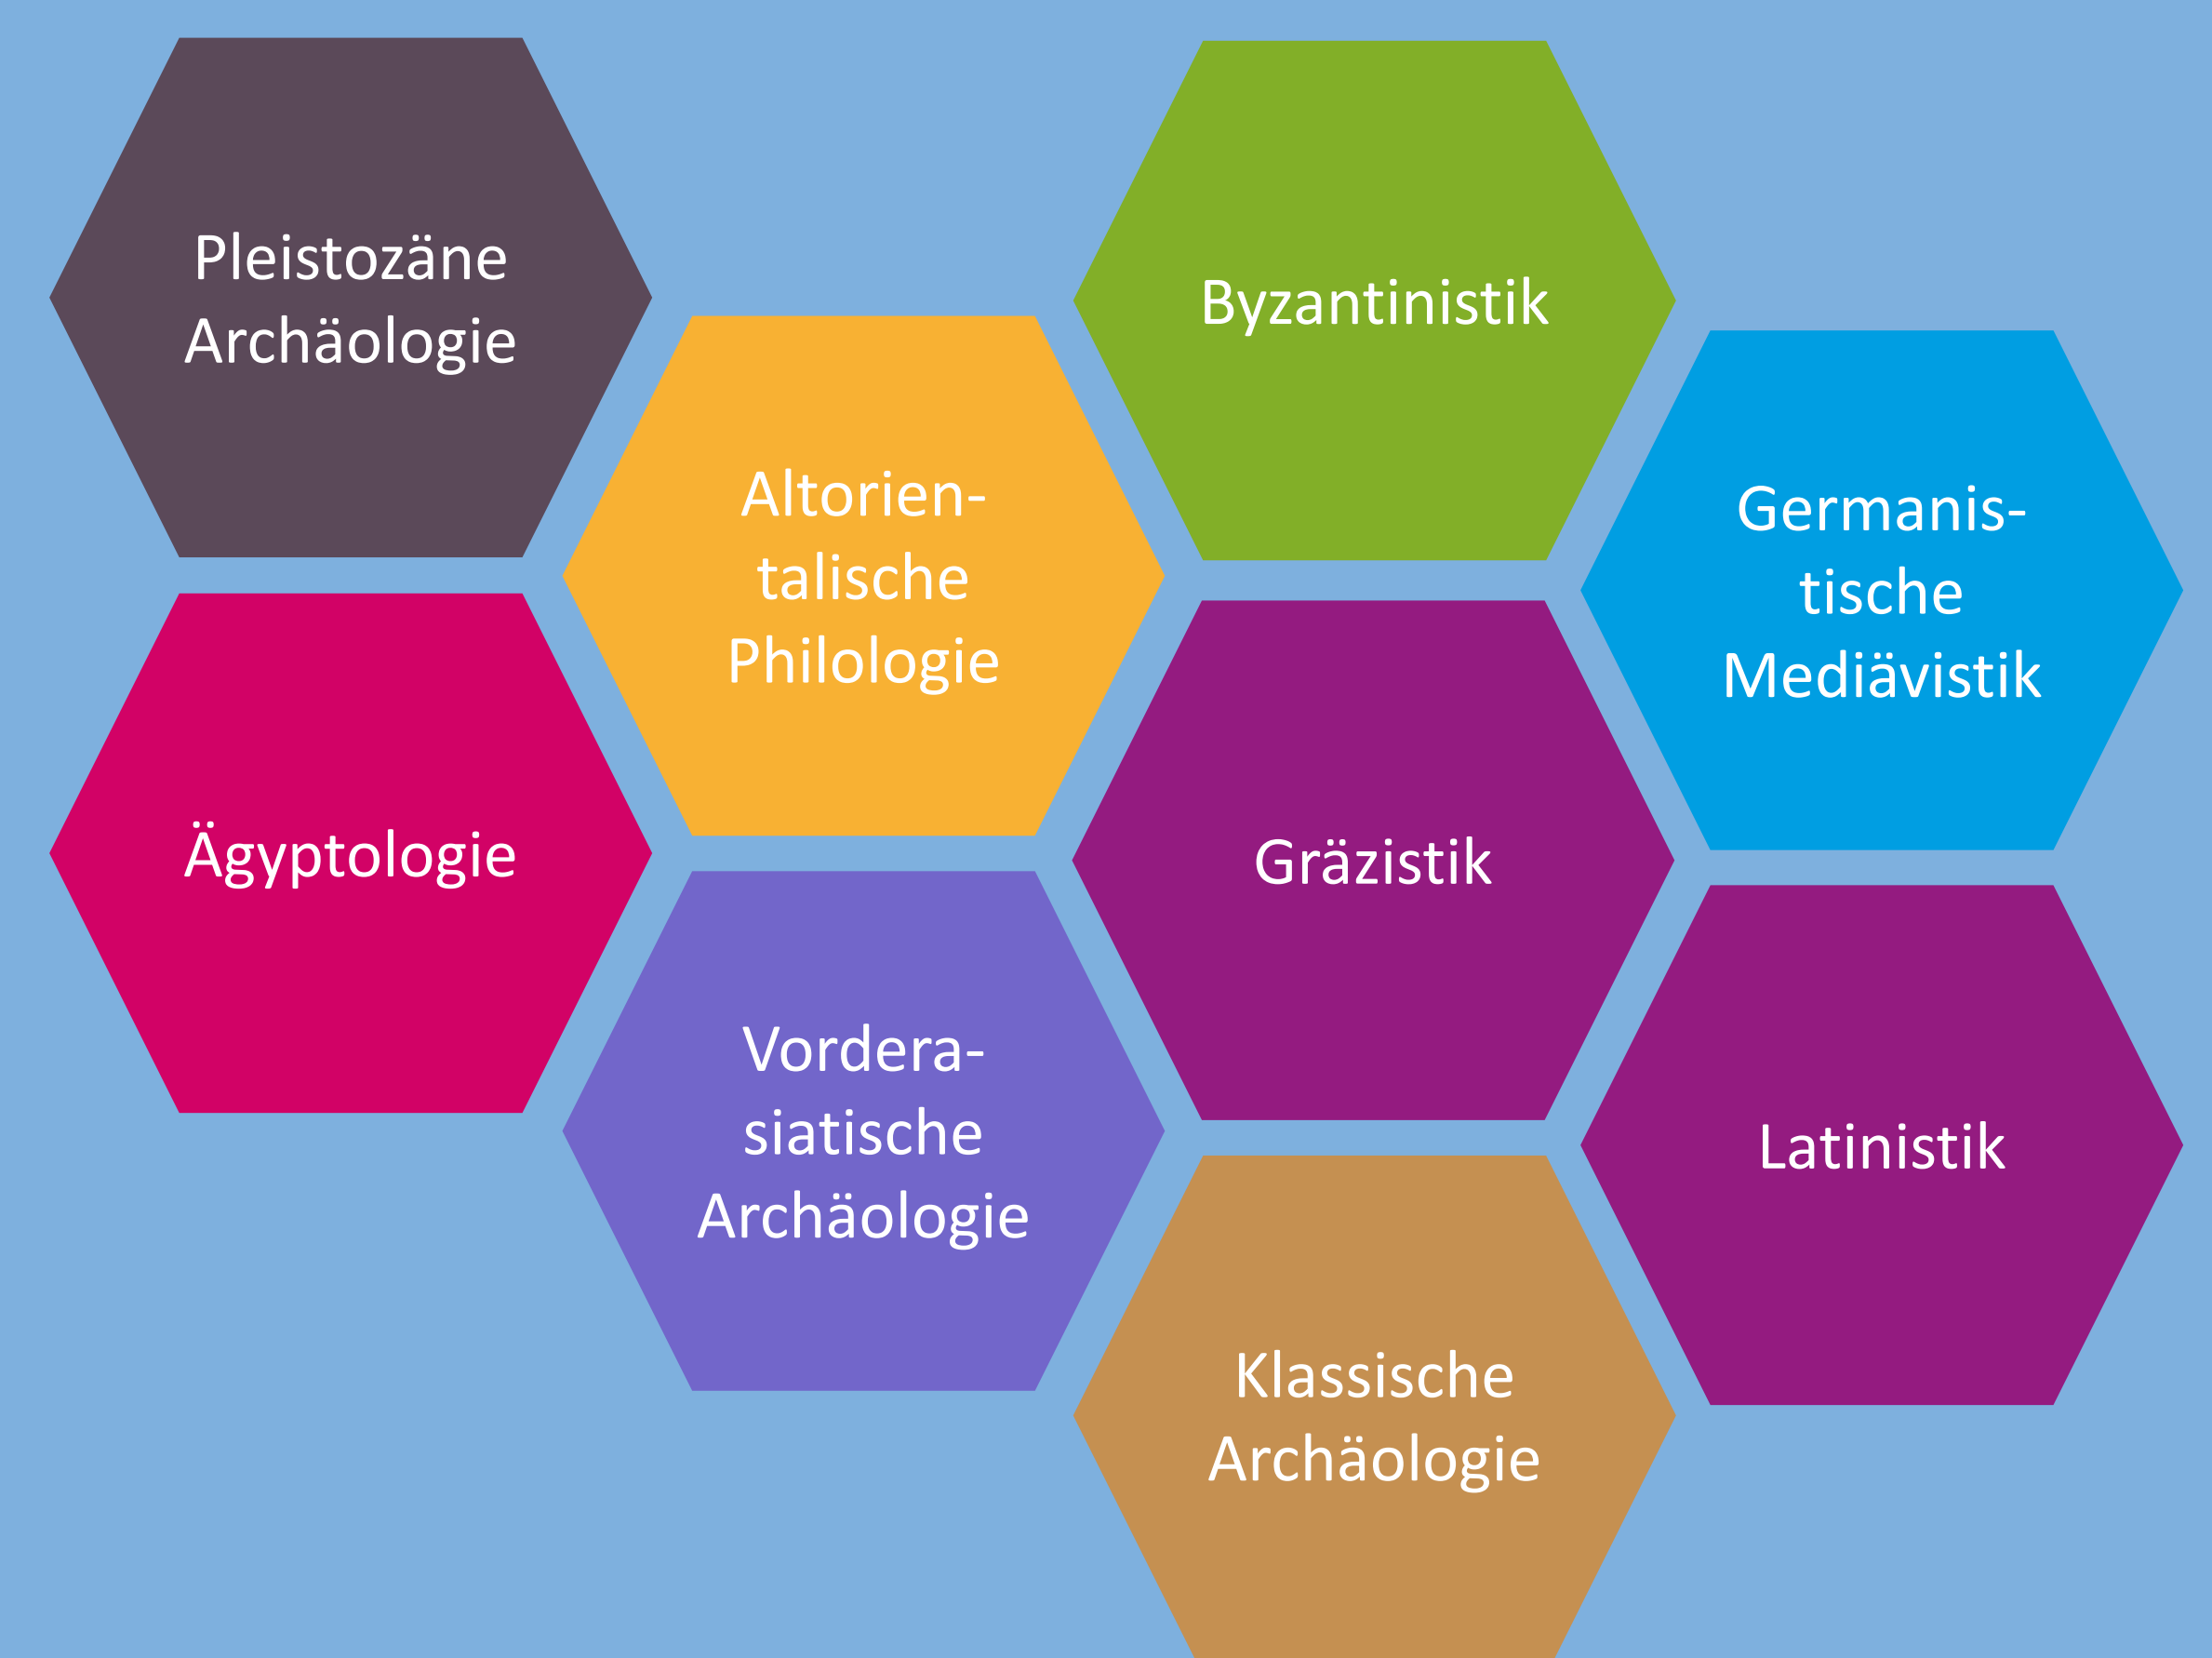 Pleistozäne
Archäologie
Byzantinistik
Altorien-
talische
Philologie
Germanis-
tische
Mediävistik
Ägyptologie
Gräzistik
Vordera-
siatische
Archäologie
Latinistik
Klassische
Archäologie